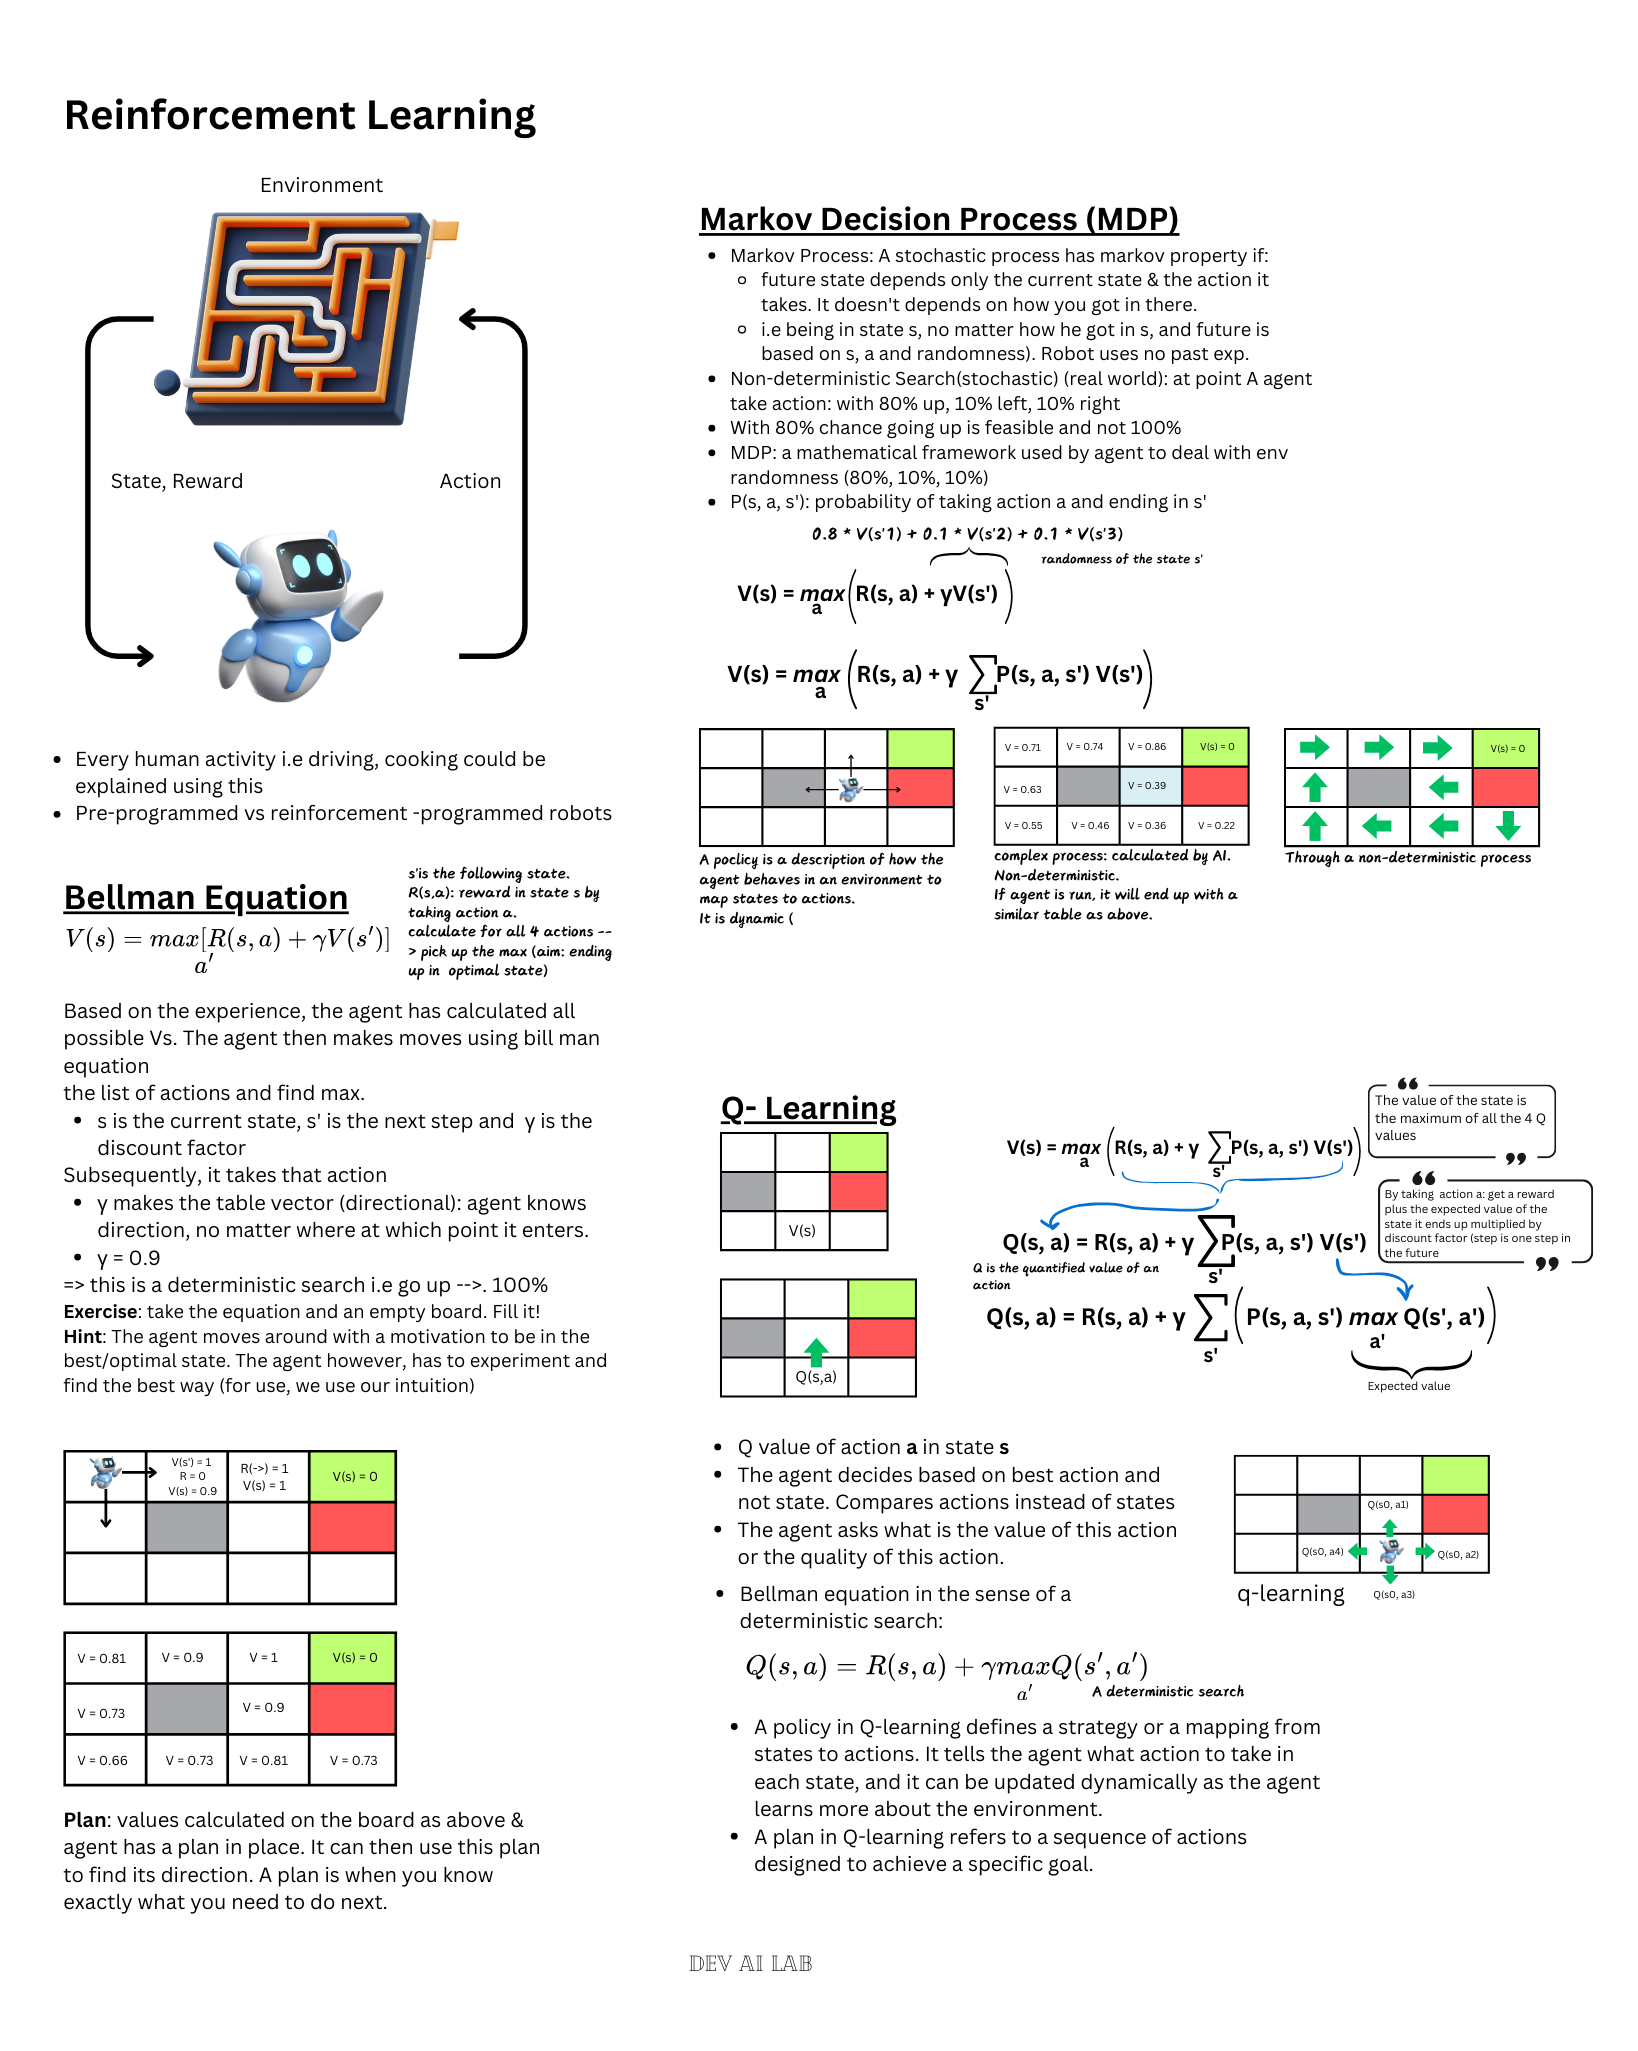 Reinforcement Learning
Environment
State, Reward
Action
• Every human activity i.e driving, cooking could be
explained using this
• Pre-programmed vs reinforcement -programmed robots
Bellman Equation
V(s) = max[R(s, a) + γV(s′)]
a′
s'is the following state.
R(s,a): reward in state s by
taking action a.
calculate for all 4 actions --
> pick up the max (aim: ending
up in optimal state)
Based on the experience, the agent has calculated all
possible Vs. The agent then makes moves using bill man
equation
the list of actions and find max.
• s is the current state, s' is the next step and γ is the
discount factor
Subsequently, it takes that action
• γ makes the table vector (directional): agent knows
direction, no matter where at which point it enters.
• γ = 0.9
=> this is a deterministic search i.e go up -->. 100%
Exercise: take the equation and an empty board. Fill it!
Hint: The agent moves around with a motivation to be in the
best/optimal state. The agent however, has to experiment and
find the best way (for use, we use our intuition)
V(s') = 1
R = 0
V(s) = 0.9
R(->) = 1
V(s) = 1
V(s) = 0
V = 0.81 V = 0.9 V = 1 V(s) = 0
V = 0.73 V = 0.9
V = 0.66 V = 0.73 V = 0.81 V = 0.73
Plan: values calculated on the board as above &
agent has a plan in place. It can then use this plan
to find its direction. A plan is when you know
exactly what you need to do next.
Markov Decision Process (MDP)
• Markov Process: A stochastic process has markov property if:
◦ future state depends only the current state & the action it
takes. It doesn't depends on how you got in there.
◦ i.e being in state s, no matter how he got in s, and future is
based on s, a and randomness). Robot uses no past exp.
• Non-deterministic Search(stochastic) (real world): at point A agent
take action: with 80% up, 10% left, 10% right
• With 80% chance going up is feasible and not 100%
• MDP: a mathematical framework used by agent to deal with env
randomness (80%, 10%, 10%)
• P(s, a, s'): probability of taking action a and ending in s'
0.8 * V(s'1) + 0.1 * V(s'2) + 0.1 * V(s'3)
randomness of the state s'
V(s) = max (R(s, a) + γV(s') )
a
V(s) = max (R(s, a) + γ ∑ P(s, a, s') V(s'))
a s'
A poclicy is a description of how the
agent behaves in an environment to
map states to actions.
It is dynamic (
V = 0.71 V = 0.74 V = 0.86 V(s) = 0
V = 0.63 V = 0.39
V = 0.55 V = 0.46 V = 0.36 V = 0.22
complex process: calculated by AI.
Non-deterministic.
If agent is run, it will end up with a
similar table as above.
V(s) = 0
Through a non-deterministic process
Q- Learning
V(s)
Q(s,a)
V(s) = max (R(s, a) + γ ∑ P(s, a, s') V(s'))
a s'
“ The value of the state is
the maximum of all the 4 Q
values ”
“ By taking action a: get a reward
plus the expected value of the
state it ends up multiplied by
discount factor (step is one step in
the future ”
Q(s, a) = R(s, a) + γ ∑ P(s, a, s') V(s')
s'
Q is the quantified value of an
action
Q(s, a) = R(s, a) + γ ∑ (P(s, a, s') max Q(s', a'))
s' a'
Expected value
• Q value of action a in state s
• The agent decides based on best action and
not state. Compares actions instead of states
• The agent asks what is the value of this action
or the quality of this action.
Q(s0, a1)
Q(s0, a4)
Q(s0, a2)
Q(s0, a3)
q-learning
• Bellman equation in the sense of a
deterministic search:
Q(s, a) = R(s, a) + γmaxQ(s′, a′)
a′
A deterministic search
• A policy in Q-learning defines a strategy or a mapping from
states to actions. It tells the agent what action to take in
each state, and it can be updated dynamically as the agent
learns more about the environment.
• A plan in Q-learning refers to a sequence of actions
designed to achieve a specific goal.
DEV AI LAB